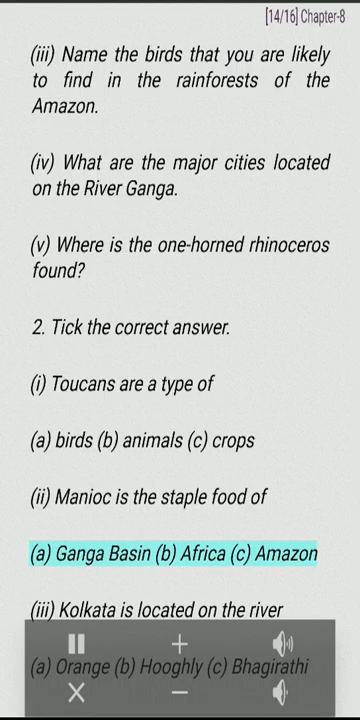 [14/16] Chapter-8
(iii) Name the birds that you are likely
to find in the rainforests of the
Amazon.
(iv) What are the major cities located
on the River Ganga.
(v) Where is the one-horned rhinoceros
found?
2. Tick the correct answer.
(i) Toucans are a type of
(a) birds (b) animals (c) crops
(ii) Manioc is the staple food of
(a) Ganga Basin (b) Africa (c) Amazon
(iii) Kolkata is located on the river
(a) Orange (b) Hooghly (c) Bhagirathi